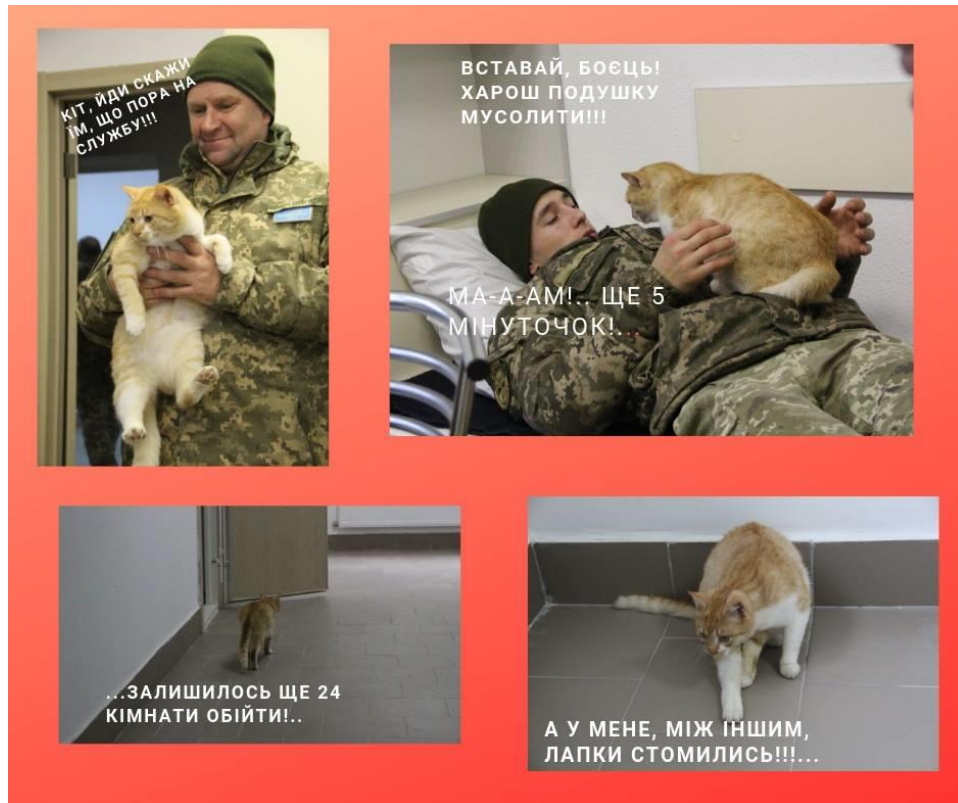 КІТ, ЙДИ СКАЖИ
ЇМ, ЩО ПОРА НА
СЛУЖБУ!!!
ВСТАВАЙ, БОЄЦЬ!
ХАРОШ ПОДУШКУ
МУСОЛИТИ!!!
МА-А-АМ!.. ЩЕ 5
МІНУТОЧОК!...
...ЗАЛИШИЛОСЬ ЩЕ 24
КІМНАТИ ОБІЙТИ!..
А У МЕНЕ, МІЖ ІНШИМ,
ЛАПКИ СТОМИЛИСЬ!!!...